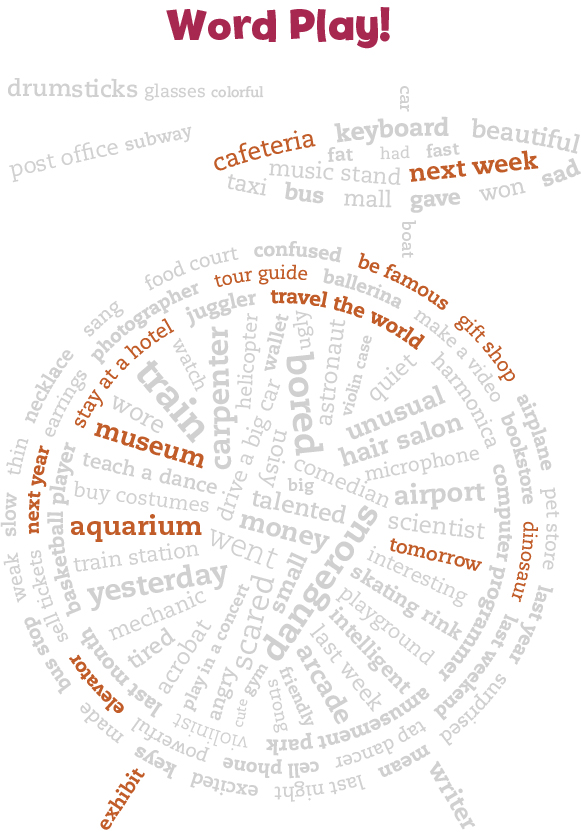 Word Play!
drumsticks glasses colorful
car
keyboard beautiful
post office subway
cafeteria
fat had fast
music stand next week
taxi bus mall gave won sad
boat
food court confused
be famous
tour guide ballerina
photographer juggler travel the world
gift shop
sang
make a video
stay at a hotel
watch
helicopter
wallet
ugly
astronaut
violin case
quiet
harmonica
necklace
earrings
train
carpenter
drive a big car
bored
unusual
airplane
wore
noisy
hair salon
bookstore
thin
museum
comedian
microphone
next year
teach a dance
big
airport
computer programmer
pet store
slow
basketball player
buy costumes
talented
scientist
aquarium
money
dangerous
tomorrow
dinosaur
weak
train station
went
interesting
sell tickets
yesterday
small
skating rink
last year
mechanic
scared
playground
last weekend
bus stop
tired
acrobat
play in a concert
intelligent
last month
angry
gym
last week
elevator
cute
friendly
arcade
surprised
made
violinist
strong
amusement park
tap dancer
powerful
cell phone
mean
keys
excited
last night
writer
exhibit